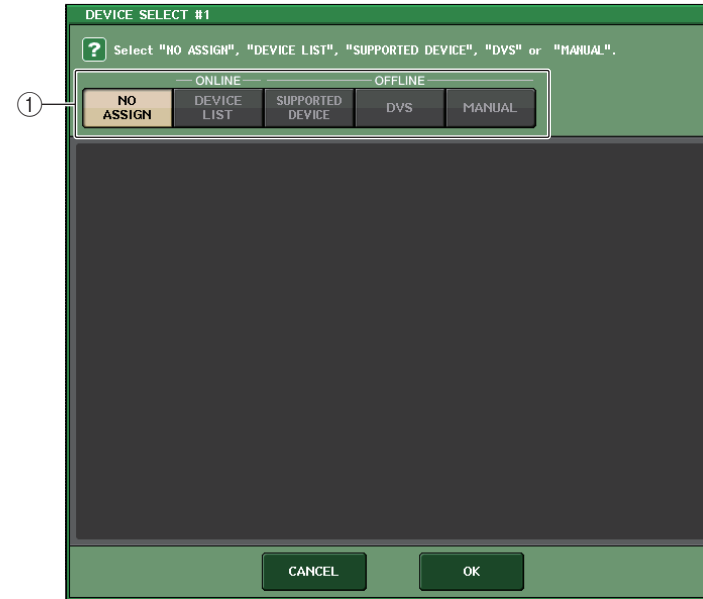 DEVICE SELECT #1
? Select "NO ASSIGN", "DEVICE LIST", "SUPPORTED DEVICE", "DVS" or "MANUAL".
ONLINE OFFLINE
①
NO ASSIGN
DEVICE LIST
SUPPORTED DEVICE
DVS
MANUAL
CANCEL OK